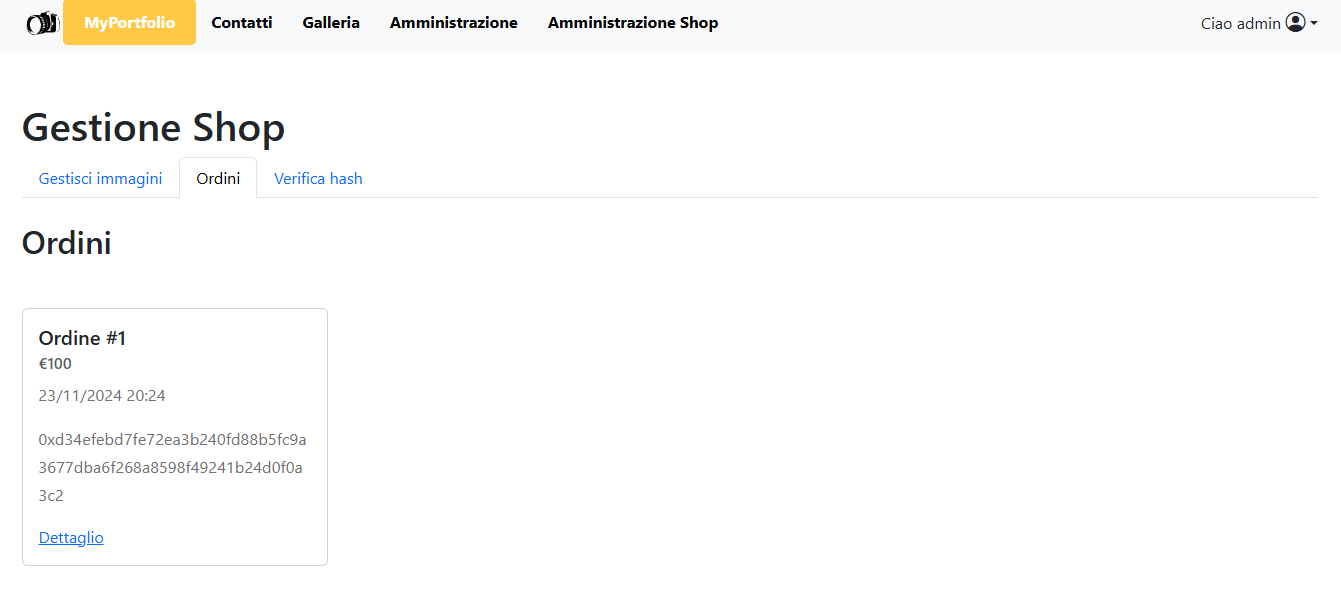 MyPortfolio Contatti Galleria Amministrazione Amministrazione Shop Ciao admin
Gestione Shop
Gestisci immagini Ordini Verifica hash
Ordini
Ordine #1
€100
23/11/2024 20:24
0xd34efebd7fe72ea3b240fd88b5fc9a
3677dba6f268a8598f49241b24d0f0a
3c2
Dettaglio